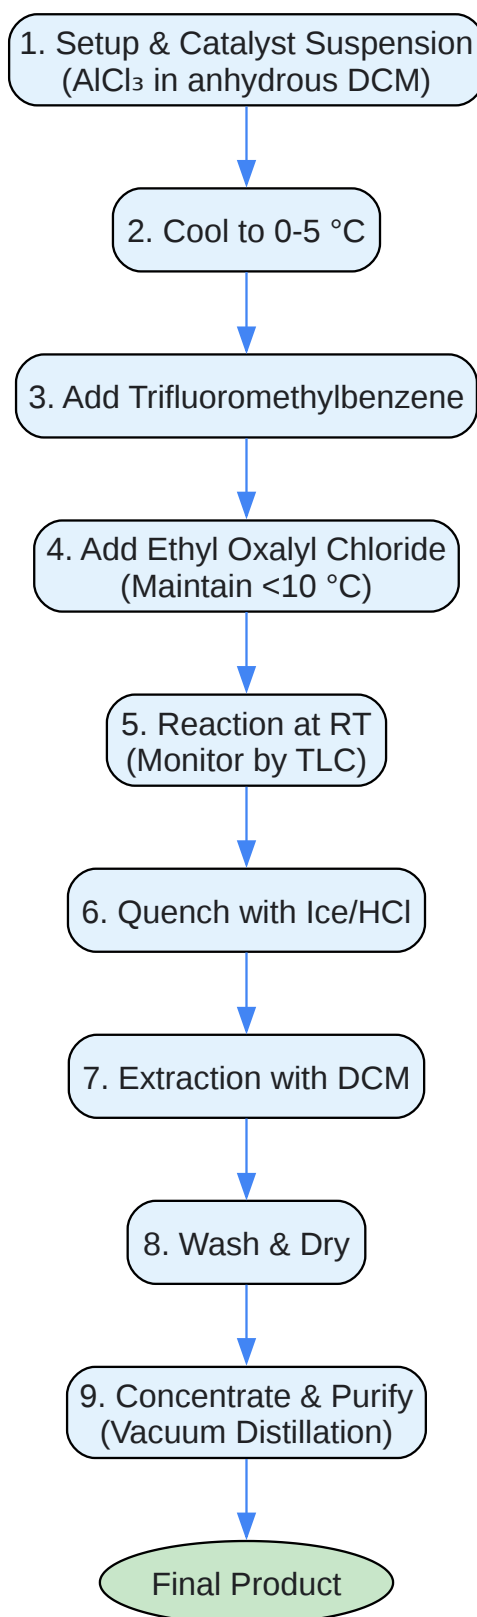 1. Setup & Catalyst Suspension
(AlCl₃ in anhydrous DCM)
2. Cool to 0-5 °C
3. Add Trifluoromethylbenzene
4. Add Ethyl Oxalyl Chloride
(Maintain <10 °C)
5. Reaction at RT
(Monitor by TLC)
6. Quench with Ice/HCl
7. Extraction with DCM
8. Wash & Dry
9. Concentrate & Purify
(Vacuum Distillation)
Final Product